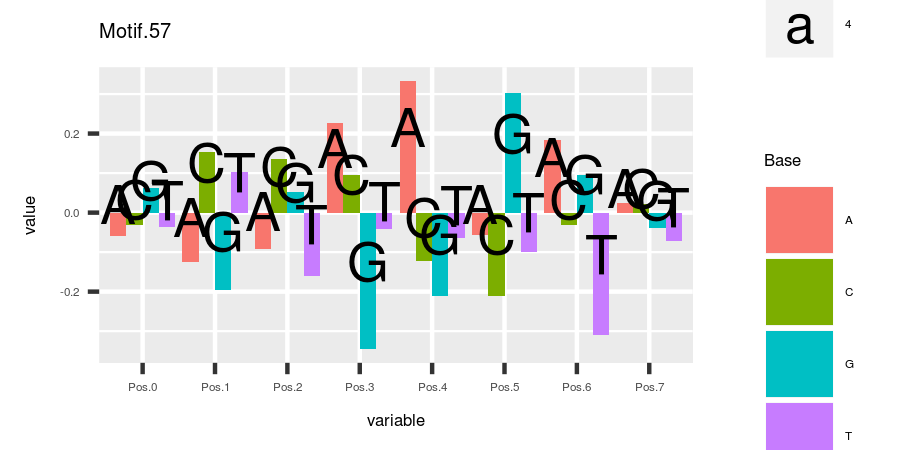 Motif.57
a 4
value
0.2
0.0
-0.2
A C G T A C G T A C G T A C G T A C G T A C G T A C G T A C G T
Pos.0 Pos.1 Pos.2 Pos.3 Pos.4 Pos.5 Pos.6 Pos.7
variable
Base
A
C
G
T